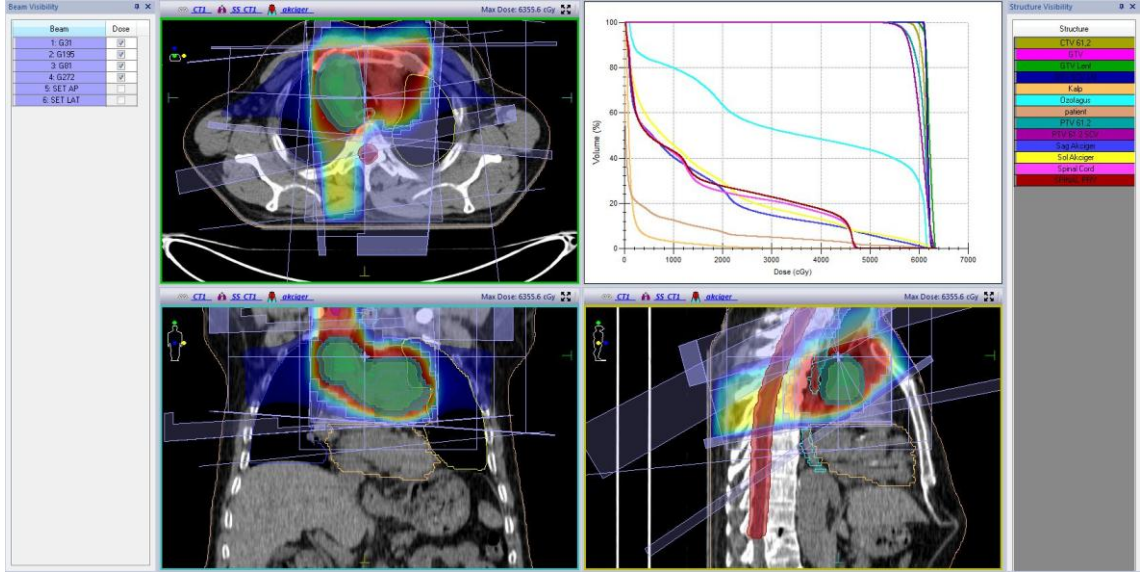 Beam Visibility
Beam Dose
1: G31
2: G195
3: G81
4: G272
5: SET AP
6: SET LAT
CT1 SS CT1 akciger Max Dose: 6355.6 cGy
Volume (%)
100
80
60
40
20
0
0 1000 2000 3000 4000 5000 6000 7000
Dose (cGy)
CT1 SS CT1 akciger Max Dose: 6355.6 cGy
CT1 SS CT1 akciger Max Dose: 6355.6 cGy
Structure Visibility
Structure
CTV 61,2
GTV
GTV Lenf
Kalp
Ozofagus
patient
PTV 61.2
Sag Akciger
Sol Akciger
Spinal Cord